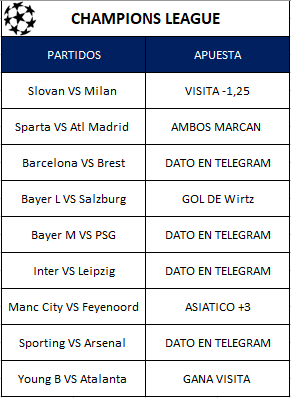 CHAMPIONS LEAGUE
PARTIDOS APUESTA
Slovan VS Milan VISITA -1,25
Sparta VS Atl Madrid AMBOS MARCAN
Barcelona VS Brest DATO EN TELEGRAM
Bayer L VS Salzburg GOL DE Wirtz
Bayer M VS PSG DATO EN TELEGRAM
Inter VS Leipzig DATO EN TELEGRAM
Manc City VS Feyenoord ASIATICO +3
Sporting VS Arsenal DATO EN TELEGRAM
Young B VS Atalanta GANA VISITA